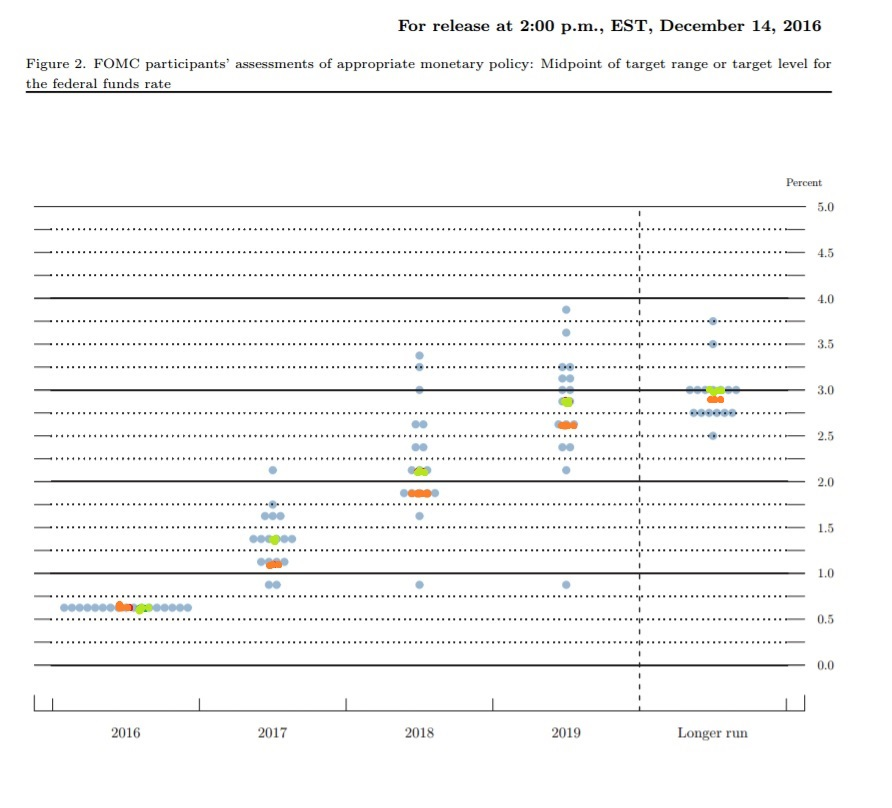 For release at 2:00 p.m., EST, December 14, 2016
Figure 2. FOMC participants' assessments of appropriate monetary policy: Midpoint of target range or target level for
the federal funds rate
Percent
5.0
4.5
4.0
3.5
3.0
2.5
2.0
1.5
1.0
0.5
0.0
2016 2017 2018 2019 Longer run